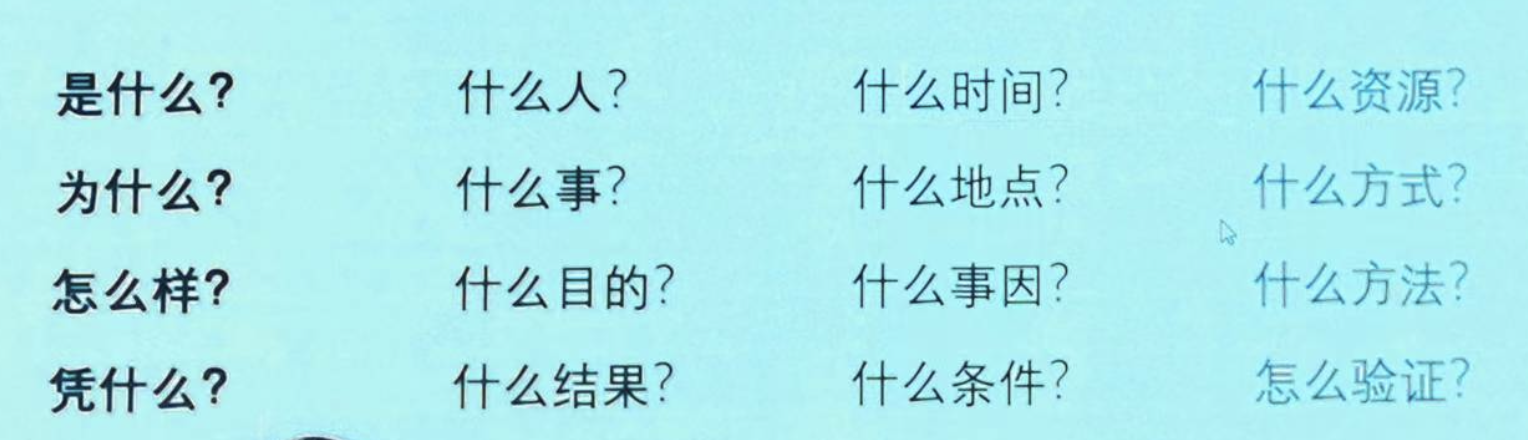 是什么? 什么人? 什么时间? 什么资源?
为什么? 什么事? 什么地点? 什么方式?
怎么样? 什么目的? 什么事因? 什么方法?
凭什么? 什么结果? 什么条件? 怎么验证?